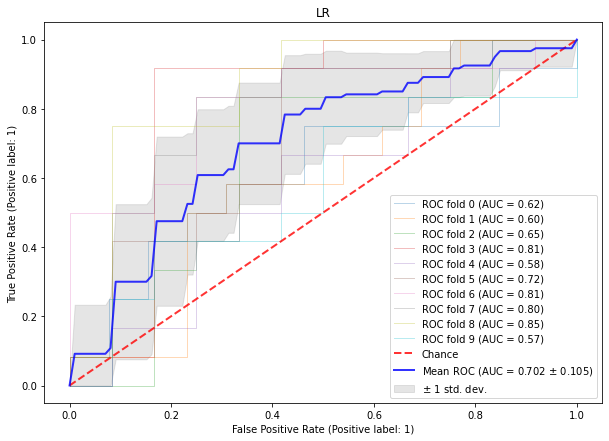 LR
True Positive Rate (Positive label: 1)
1.0
0.8
0.6
0.4
0.2
0.0
ROC fold 0 (AUC = 0.62)
ROC fold 1 (AUC = 0.60)
ROC fold 2 (AUC = 0.65)
ROC fold 3 (AUC = 0.81)
ROC fold 4 (AUC = 0.58)
ROC fold 5 (AUC = 0.72)
ROC fold 6 (AUC = 0.81)
ROC fold 7 (AUC = 0.80)
ROC fold 8 (AUC = 0.85)
ROC fold 9 (AUC = 0.57)
Chance
Mean ROC (AUC = 0.702 ± 0.105)
± 1 std. dev.
0.0 0.2 0.4 0.6 0.8 1.0
False Positive Rate (Positive label: 1)